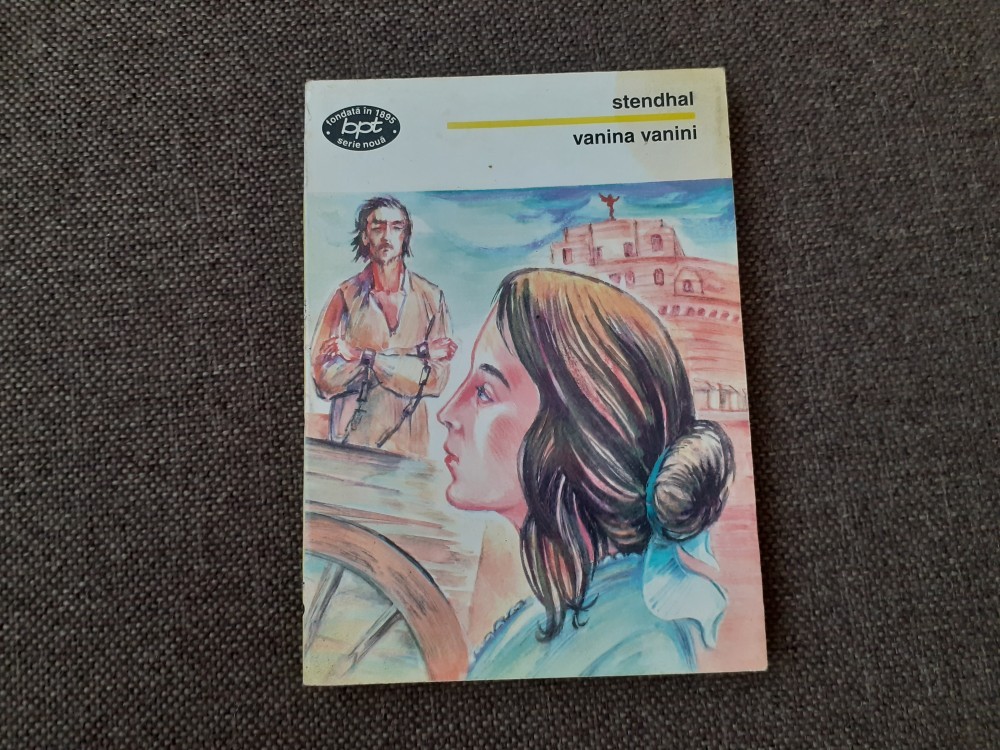 fondată în 1895
bpt
serie nouă
stendhal
vanina vanini